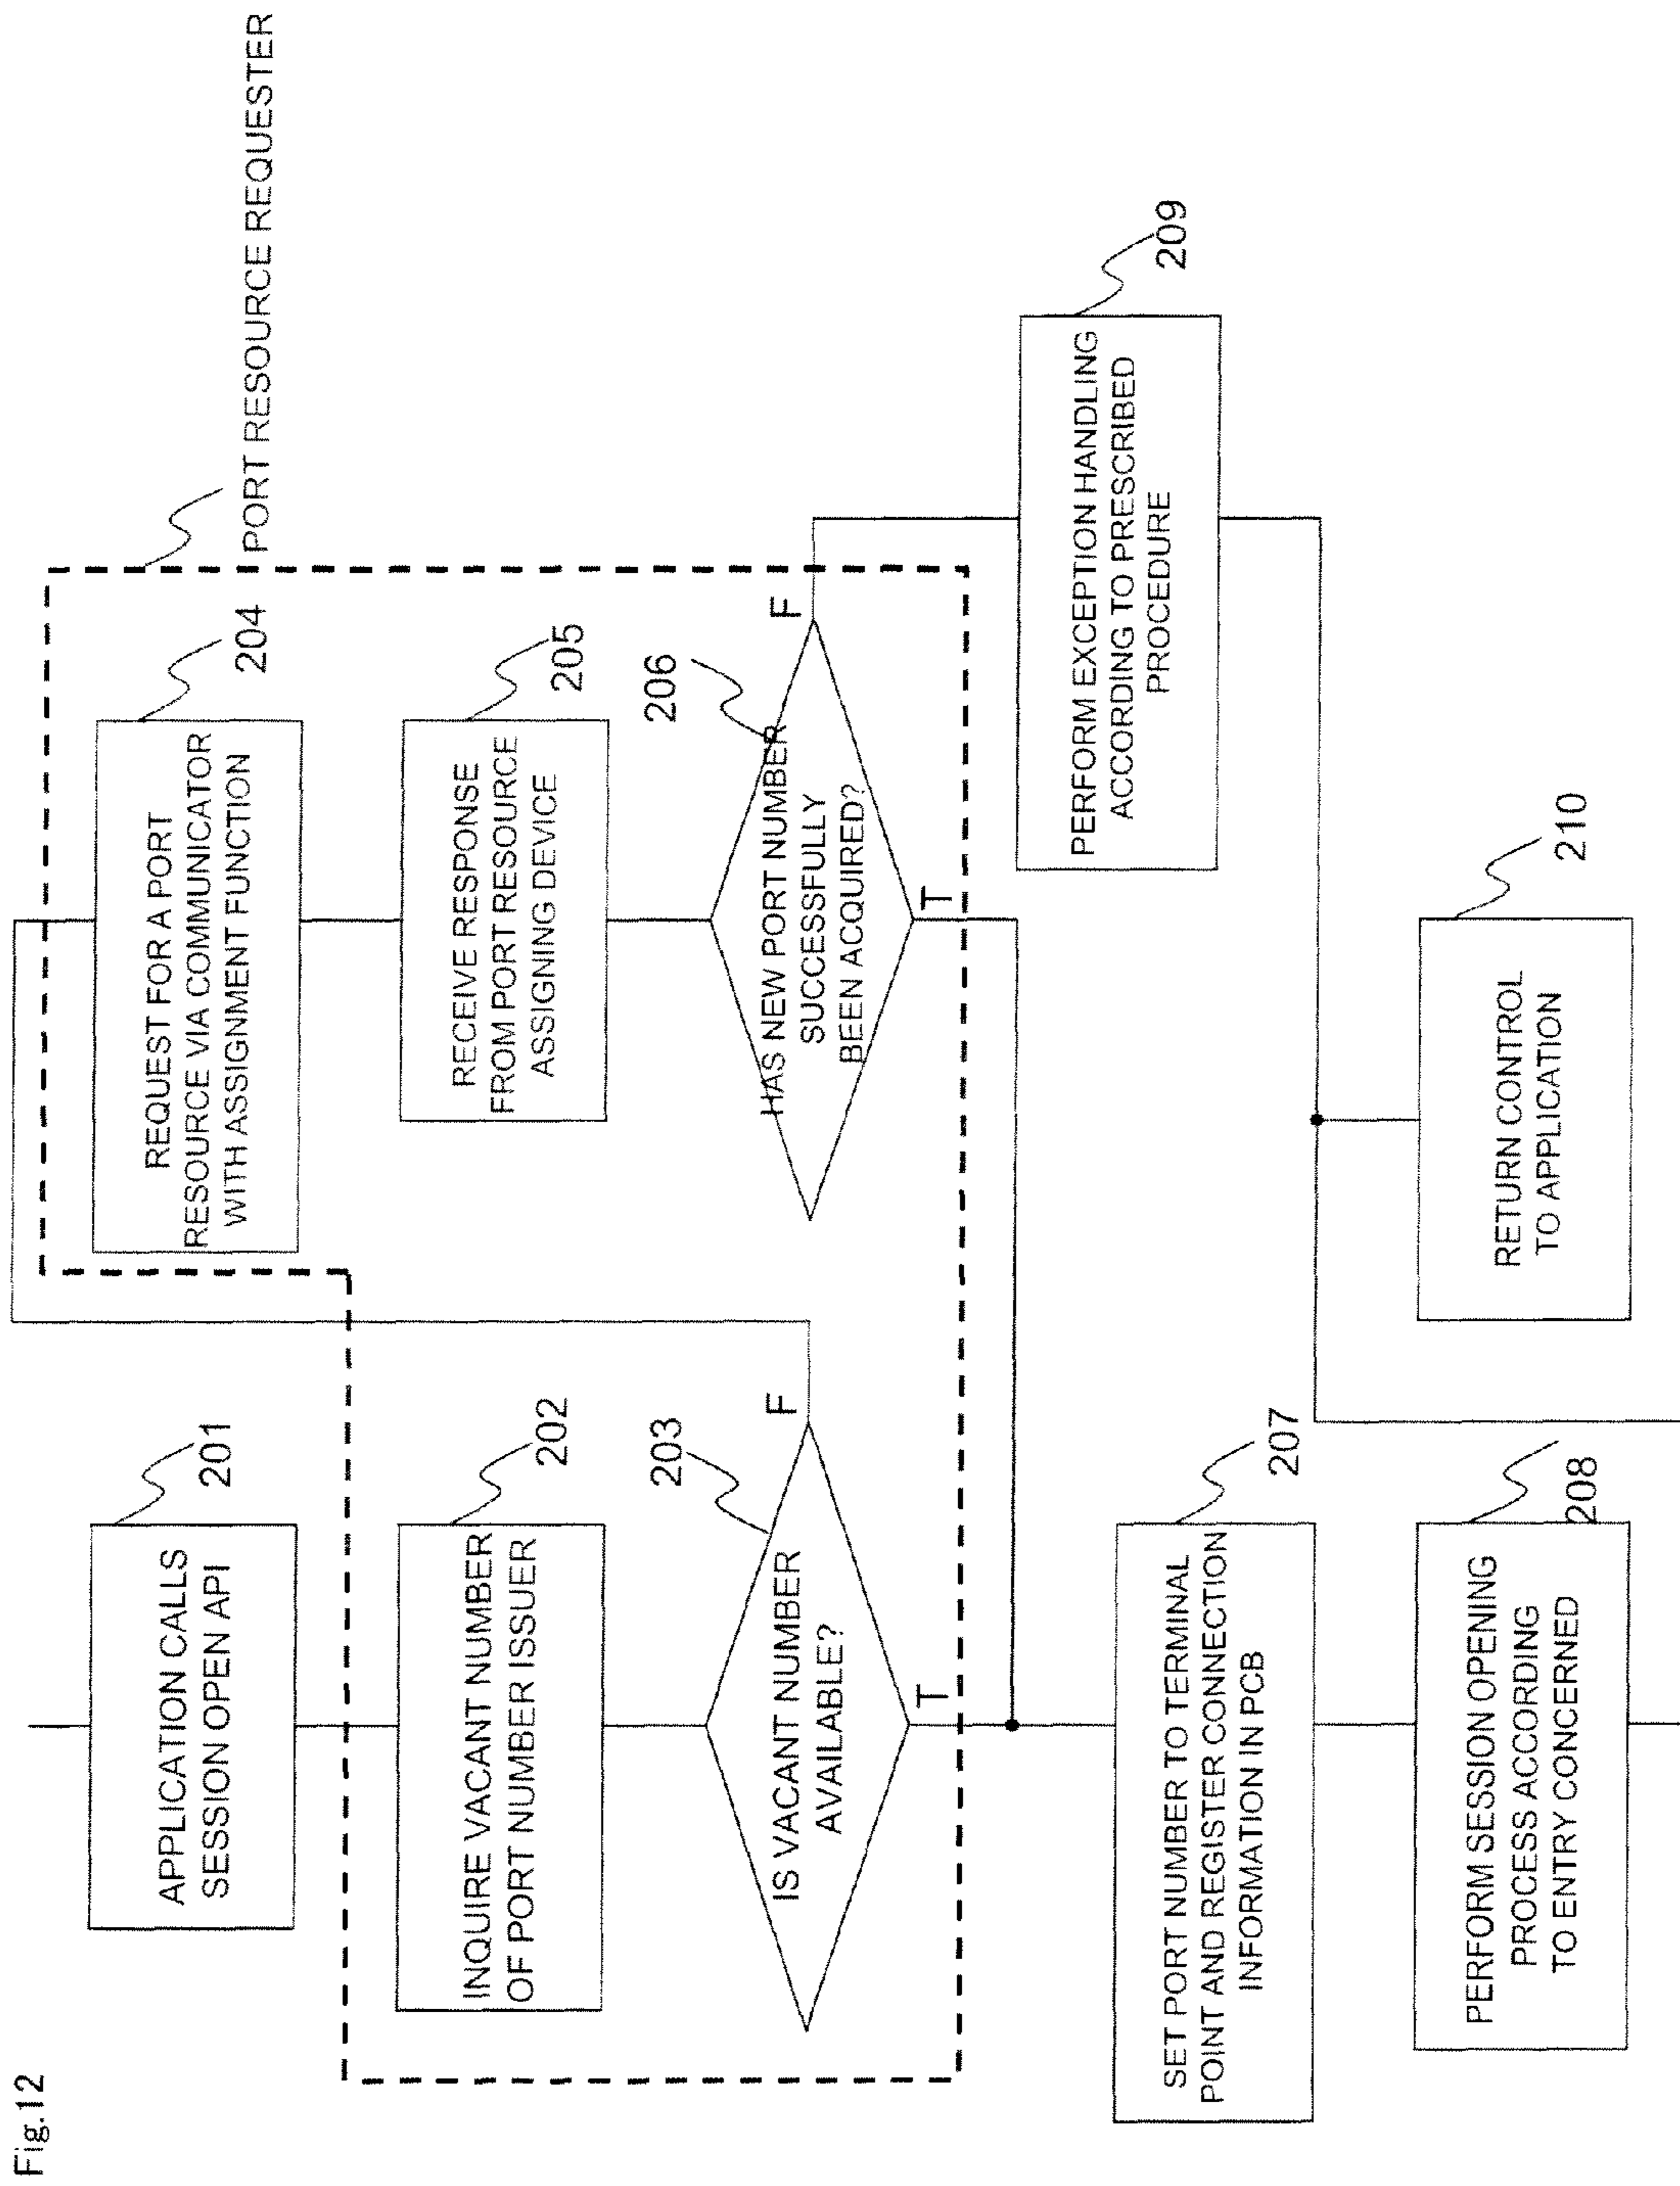 Fig.12
APPLICATION CALLS
SESSION OPEN API
201
INQUIRE VACANT NUMBER
OF PORT NUMBER ISSUER
202
IS VACANT NUMBER
AVAILABLE?
203
F
T
REQUEST FOR A PORT
RESOURCE VIA COMMUNICATOR
WITH ASSIGNMENT FUNCTION
204
RECEIVE RESPONSE
FROM PORT RESOURCE
ASSIGNING DEVICE
205
HAS NEW PORT NUMBER
SUCCESSFULLY
BEEN ACQUIRED?
206
F
T
PORT RESOURCE REQUESTER
SET PORT NUMBER TO TERMINAL
POINT AND REGISTER CONNECTION
INFORMATION IN PCB
207
PERFORM SESSION OPENING
PROCESS ACCORDING
TO ENTRY CONCERNED
208
PERFORM EXCEPTION HANDLING
ACCORDING TO PRESCRIBED
PROCEDURE
209
RETURN CONTROL
TO APPLICATION
210